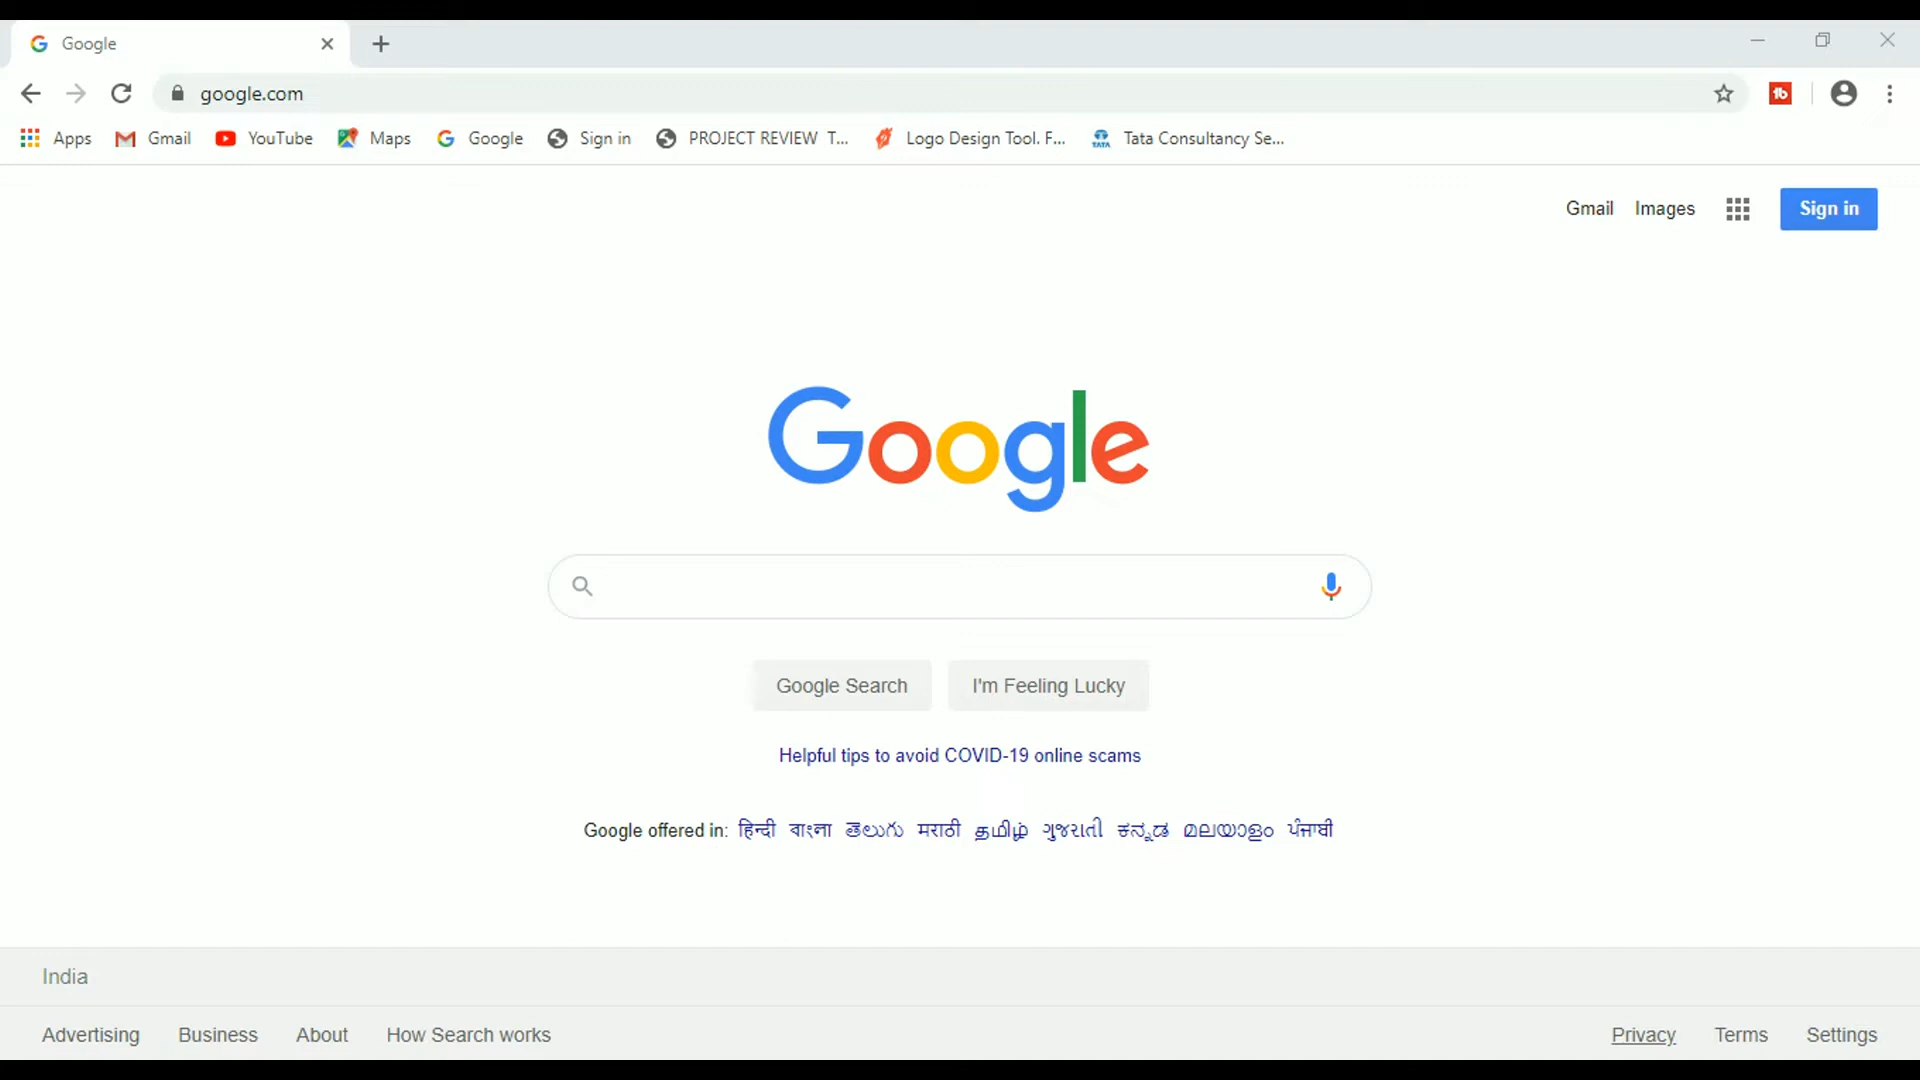 Google
google.com
Apps Gmail YouTube Maps Google Sign in PROJECT REVIEW T... Logo Design Tool. F... Tata Consultancy Se...
Gmail Images Sign in
Google
Google Search I'm Feeling Lucky
Helpful tips to avoid COVID-19 online scams
Google offered in: हिन्दी বাংলা తెలుగు मराठी தமிழ் ગુજરાતી ಕನ್ನಡ മലയാളം ਪੰਜਾਬੀ
India
Advertising Business About How Search works Privacy Terms Settings